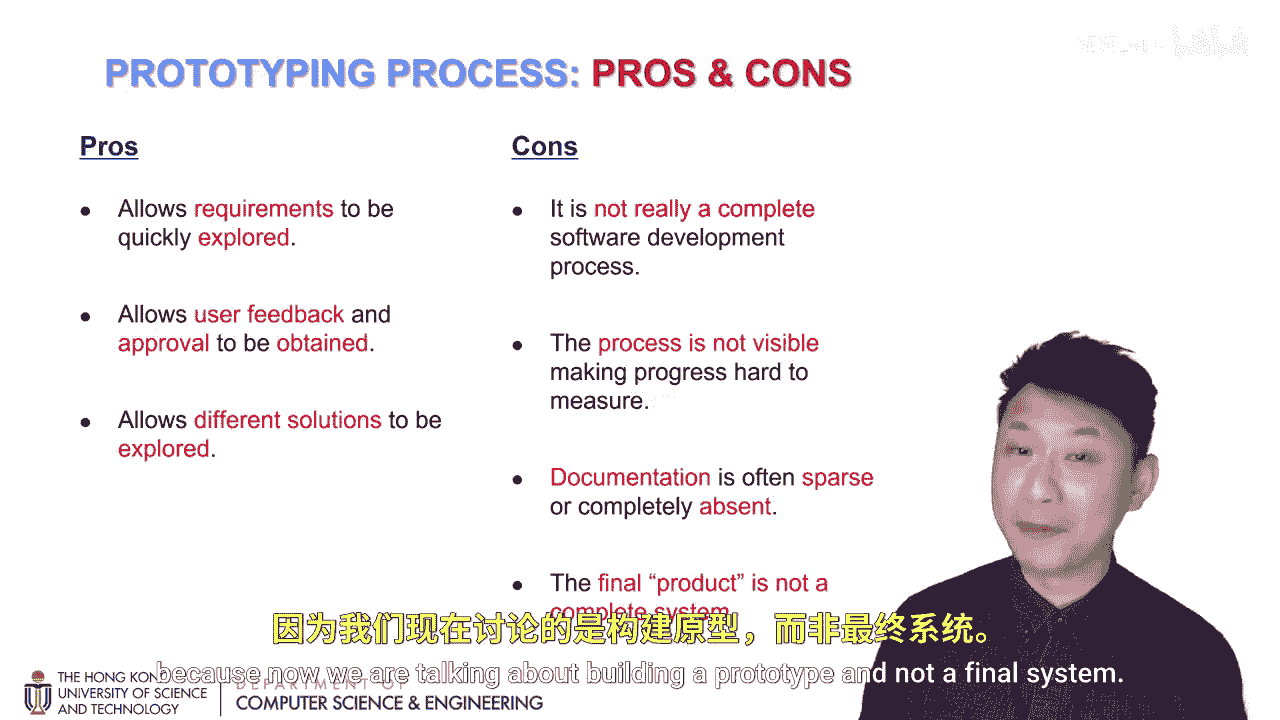 PROTOTYPING PROCESS: PROS & CONS
Pros
● Allows requirements to be
quickly explored.
● Allows user feedback and
approval to be obtained.
● Allows different solutions to be
explored.
Cons
● It is not really a complete
software development
process.
● The process is not visible
making progress hard to
measure.
● Documentation is often sparse
or completely absent.
● The final “product” is not a
complete system.
因为我们现在讨论的是构建原型，而非最终系统。
because now we are talking about building a prototype and not a final system.
THE HONG KONG
UNIVERSITY OF SCIENCE
AND TECHNOLOGY
DEPARTMENT OF
COMPUTER SCIENCE & ENGINEERING